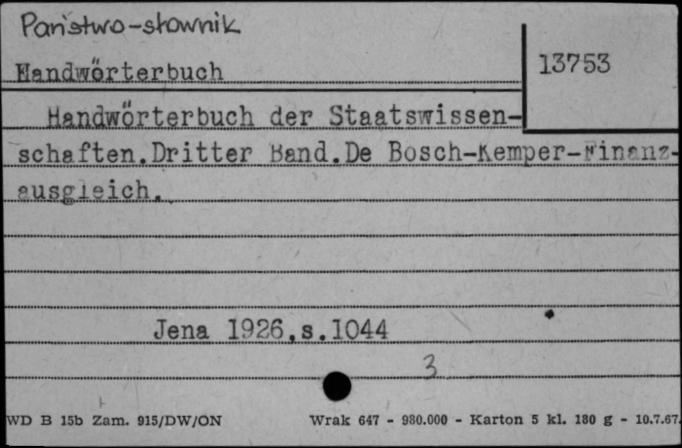 Państwo-słownik
Handwörterbuch
13753
Handwörterbuch der Staatswissen-
schaften.Dritter Band.De Bosch-Kemper-Finanz-
ausgleich.
Jena 1926,s.1044
3
WD B 15b Zam. 915/DW/ON Wrak 647 - 980.000 - Karton 5 kl. 180 g - 10.7.67.